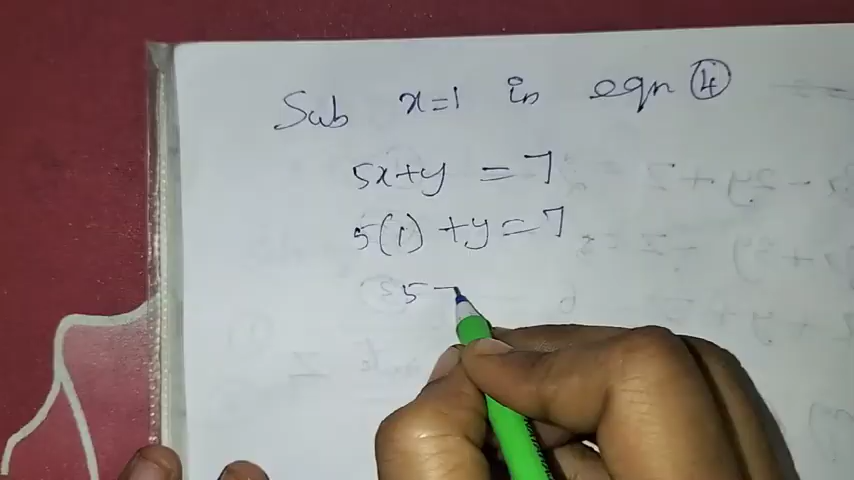 Sub x=1 in eqn ④
5x+y = 7
5(1) +y = 7
5